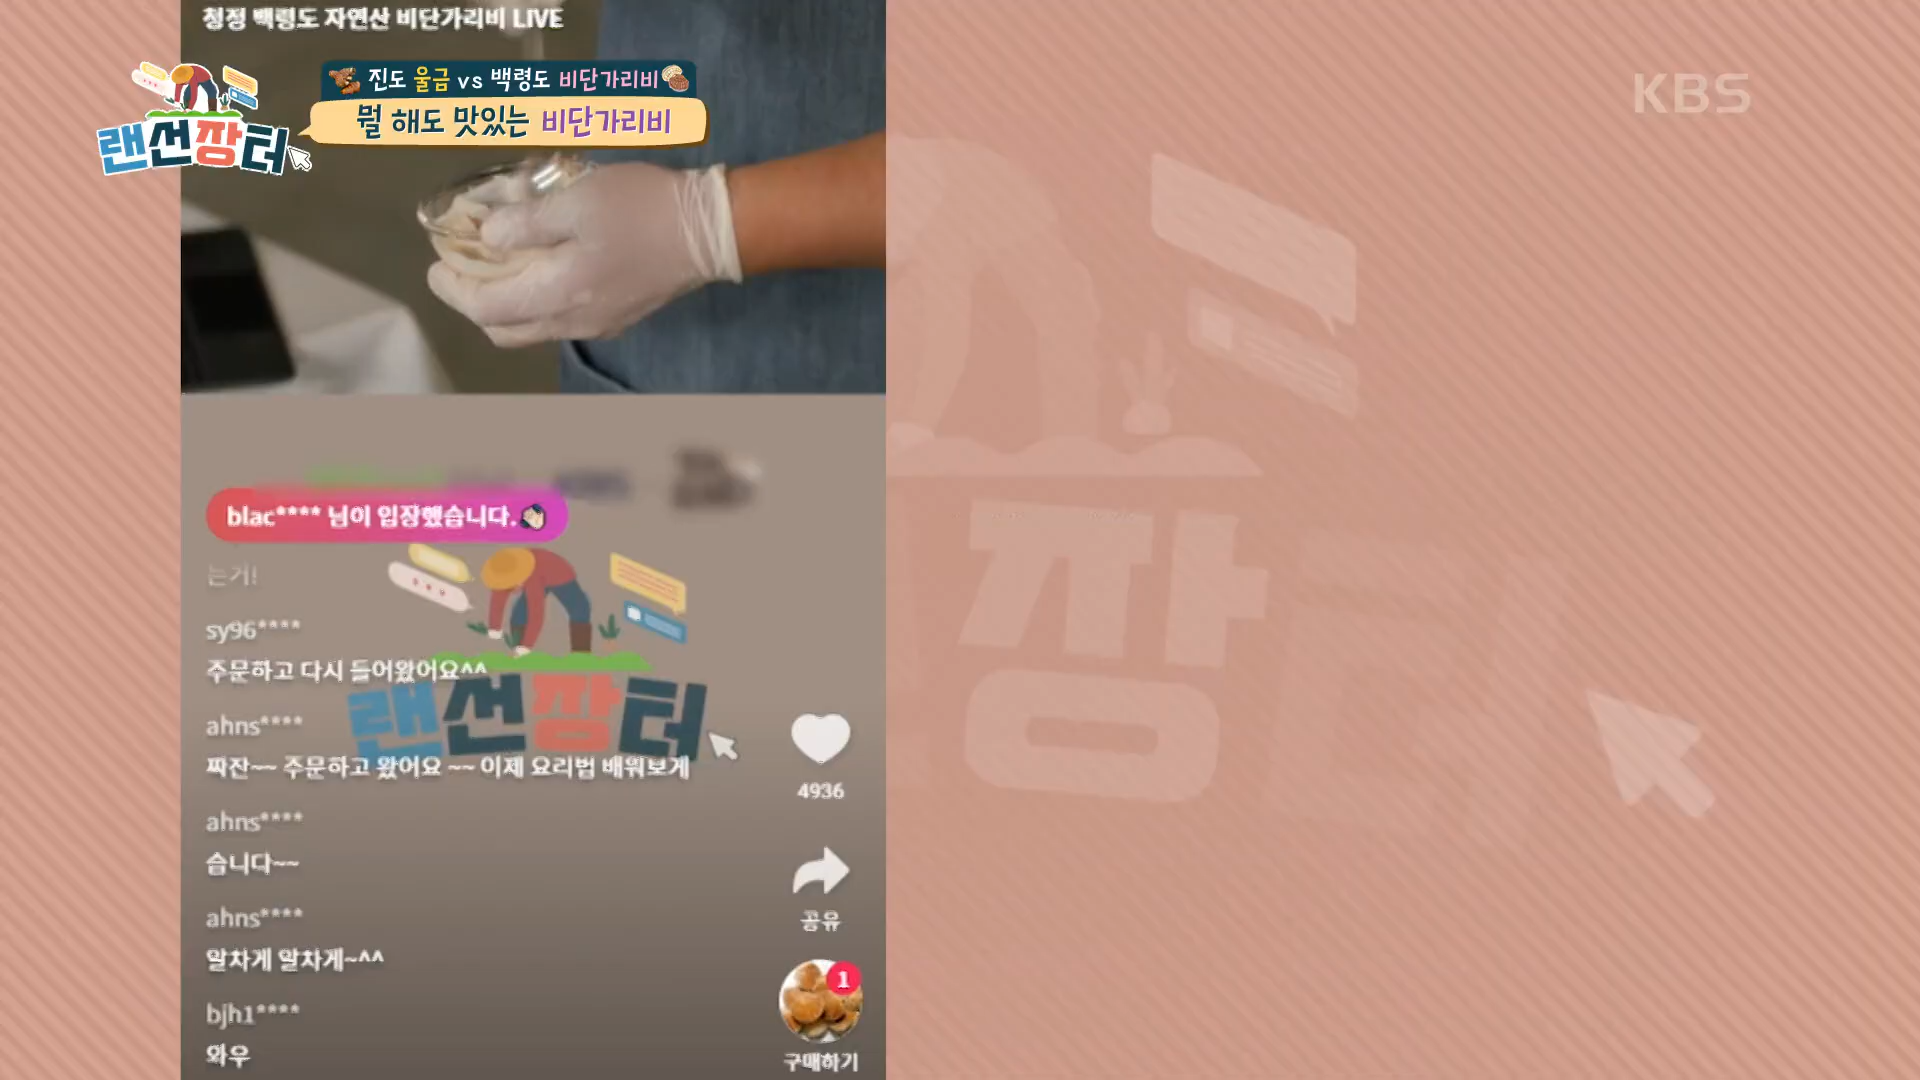 청정 백령도 자연산 비단가리비 LIVE
진도 울금 vs 백령도 비단가리비
뭘 해도 맛있는 비단가리비
랜선장터
KBS
blac**** 님이 입장했습니다.
는거!
sy96****
주문하고 다시 들어왔어요^^
랜선장터
ahns****
짜잔~~ 주문하고 왔어요 ~~ 이제 요리법 배워보게
4936
ahns****
습니다~~
ahns****
공유
알차게 알차게~^^
1
bjh1****
와우
구매하기
장